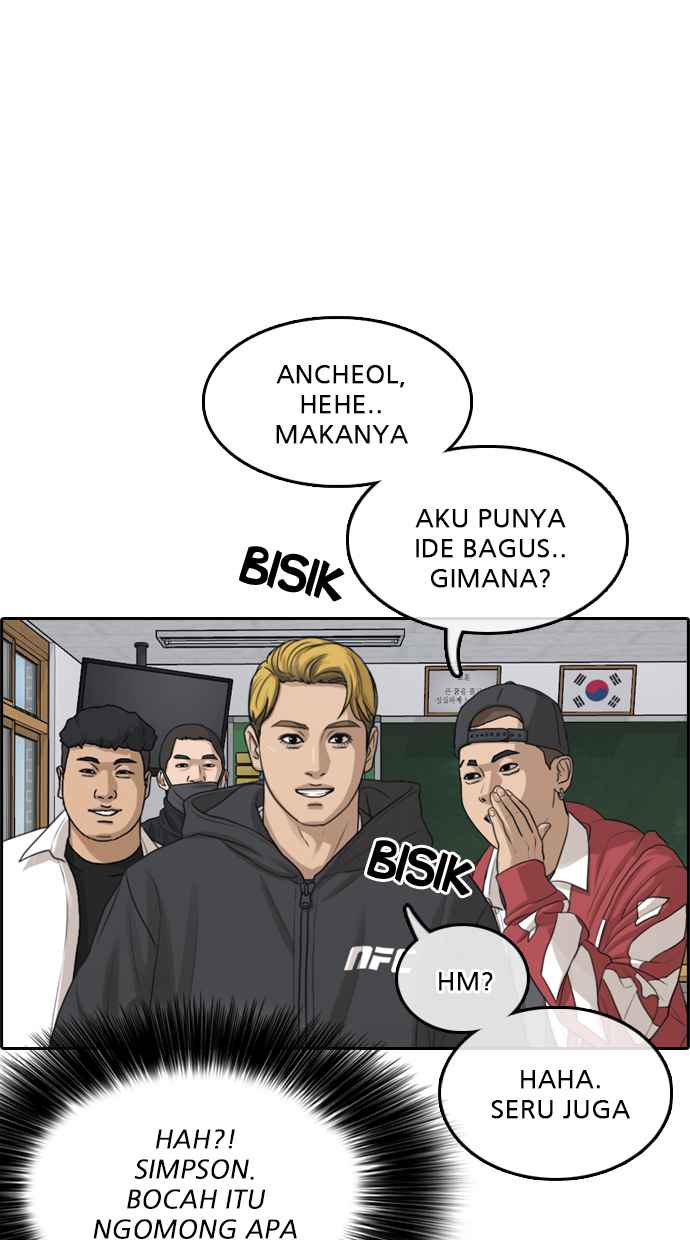 ANCHEOL,
HEHE..
MAKANYA
AKU PUNYA
IDE BAGUS..
GIMANA?
BISIK
BISIK
NFC
HM?
HAHA.
SERU JUGA
HAH?!
SIMPSON.
BOCAH ITU
NGOMONG APA